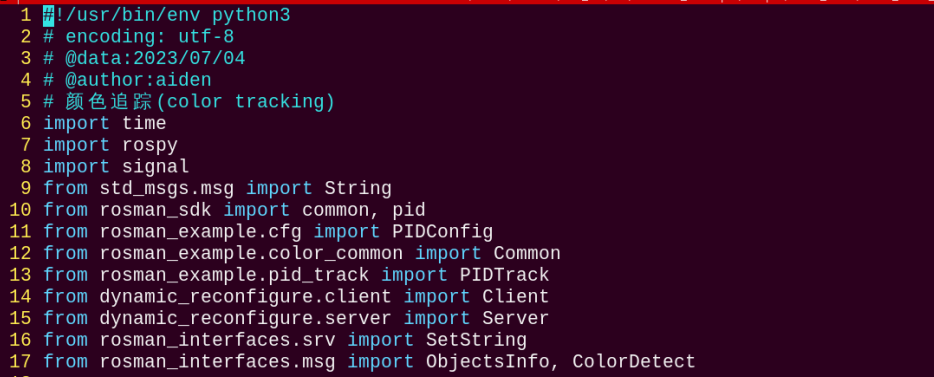 1 #!/usr/bin/env python3
2 # encoding: utf-8
3 # @data:2023/07/04
4 # @author:aiden
5 # 颜色追踪(color tracking)
6 import time
7 import rospy
8 import signal
9 from std_msgs.msg import String
10 from rosman_sdk import common, pid
11 from rosman_example.cfg import PIDConfig
12 from rosman_example.color_common import Common
13 from rosman_example.pid_track import PIDTrack
14 from dynamic_reconfigure.client import Client
15 from dynamic_reconfigure.server import Server
16 from rosman_interfaces.srv import SetString
17 from rosman_interfaces.msg import ObjectsInfo, ColorDetect